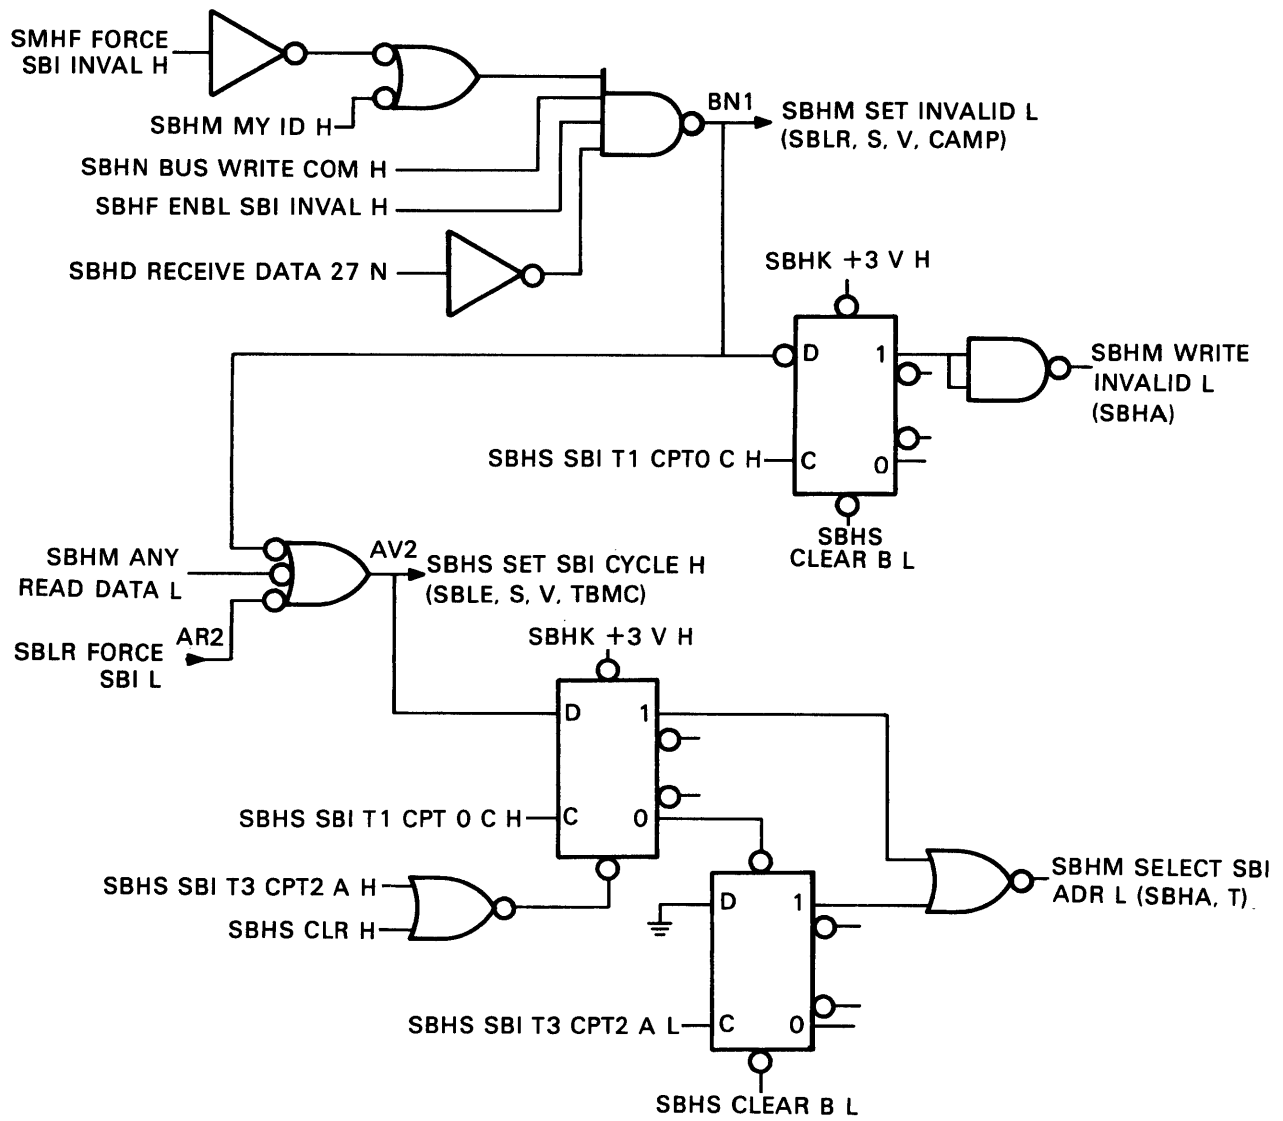 SMHF FORCE
SBI INVAL H
SBHM MY ID H
SBHN BUS WRITE COM H
SBHF ENBL SBI INVAL H
SBHD RECEIVE DATA 27 N
BN1
SBHM SET INVALID L
(SBLR, S, V, CAMP)
SBHK +3 V H
D 1
SBHM WRITE
INVALID L
(SBHA)
SBHS SBI T1 CPT0 C H
C 0
SBHS
CLEAR B L
SBHM ANY
READ DATA L
AR2
SBLR FORCE
SBI L
AV2
SBHS SET SBI CYCLE H
(SBLE, S, V, TBMC)
SBHK +3 V H
D 1
SBHS SBI T1 CPT 0 C H
C 0
SBHS SBI T3 CPT2 A H
SBHS CLR H
SBHM SELECT SBI
ADR L (SBHA, T)
D 1
SBHS SBI T3 CPT2 A L
C 0
SBHS CLEAR B L